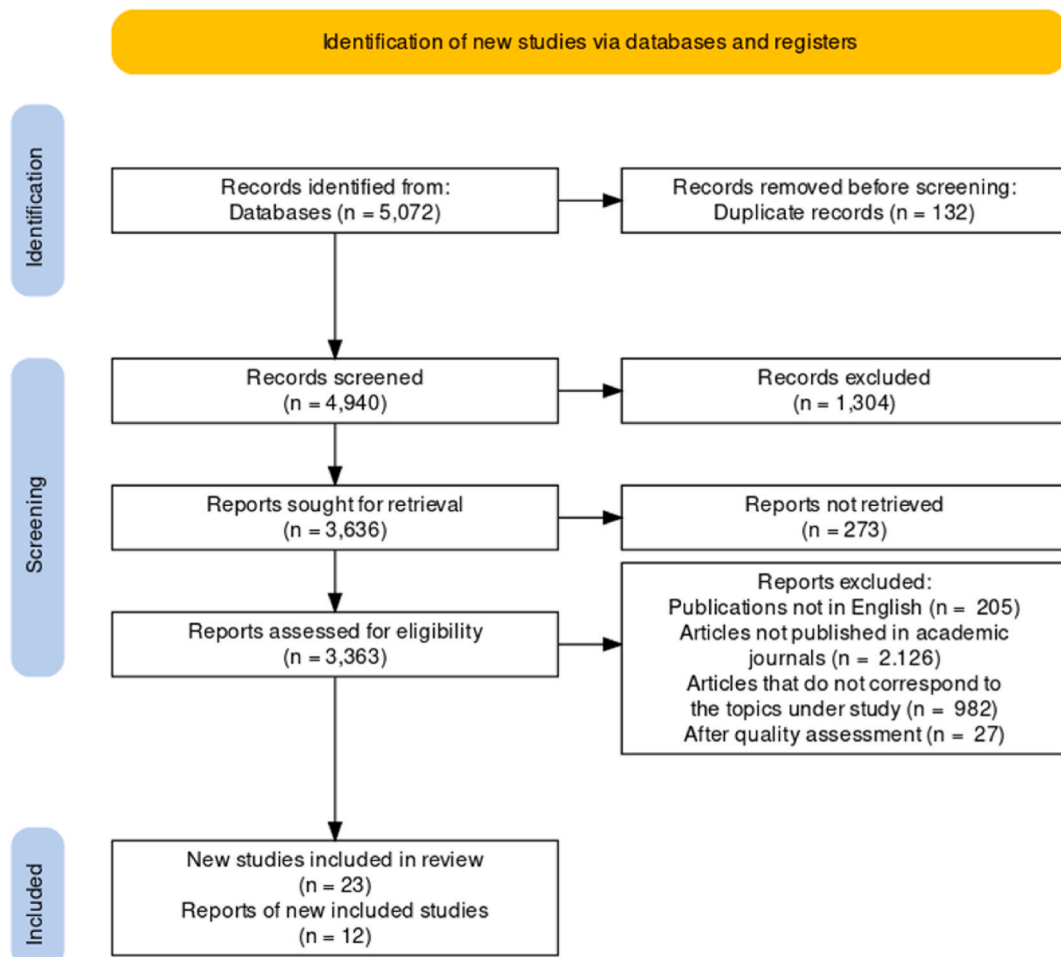 Identification of new studies via databases and registers
Identification
Records identified from:
Databases (n = 5,072)
Records removed before screening:
Duplicate records (n = 132)
Screening
Records screened
(n = 4,940)
Records excluded
(n = 1,304)
Reports sought for retrieval
(n = 3,636)
Reports not retrieved
(n = 273)
Reports assessed for eligibility
(n = 3,363)
Reports excluded:
Publications not in English (n = 205)
Articles not published in academic
journals (n = 2.126)
Articles that do not correspond to
the topics under study (n = 982)
After quality assessment (n = 27)
Included
New studies included in review
(n = 23)
Reports of new included studies
(n = 12)